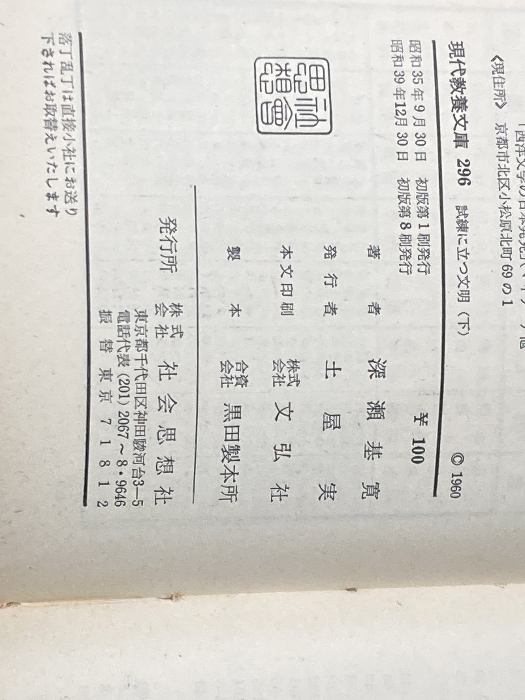 《現住所》 京都市北区小松原北町69の1
© 1960
現代教養文庫 296 試練に立つ文明（下）
昭和35年9月30日 初版第1刷発行
昭和39年12月30日 初版第8刷発行
¥ 100
著者 深瀬基寛
発行者 土屋実
本文印刷 株式会社 文弘社
製本 合資会社 黒田製本所
発行所 株式会社 社会思想社
東京都千代田区神田駿河台3—5
電話代表 (201) 2067～8・9646
振替東京 71812
落丁乱丁は直接小社にお送り
下さればお取替えいたします